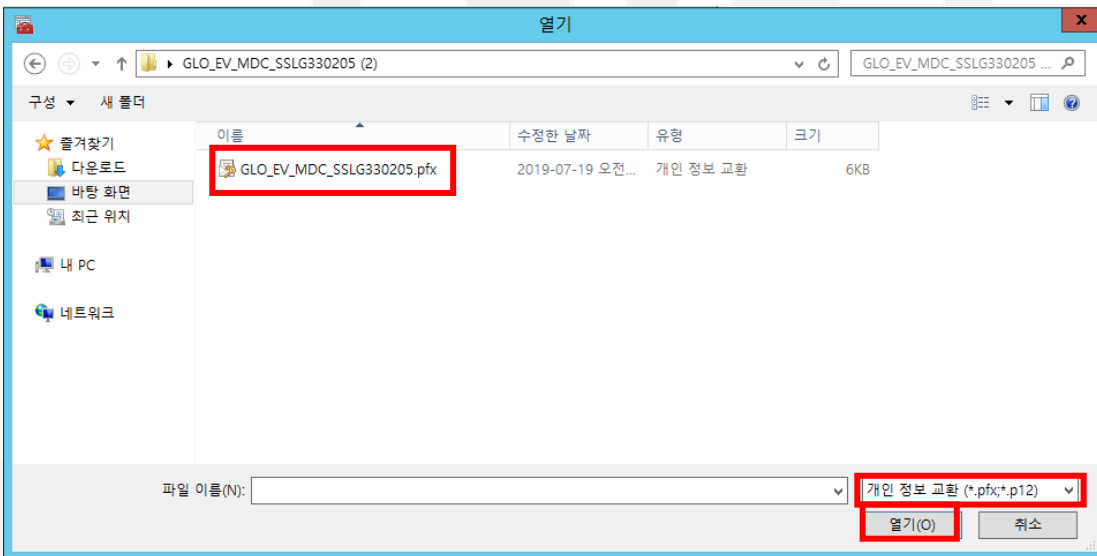 열기
x
GLO_EV_MDC_SSLG330205 (2)
GLO_EV_MDC_SSLG330205 ...
구성 새 폴더
이름 수정한 날짜 유형 크기
즐겨찾기
다운로드
바탕 화면
최근 위치
내 PC
네트워크
GLO_EV_MDC_SSLG330205.pfx 2019-07-19 오전... 개인 정보 교환 6KB
파일 이름(N):
개인 정보 교환 (*.pfx;*.p12)
열기(O) 취소